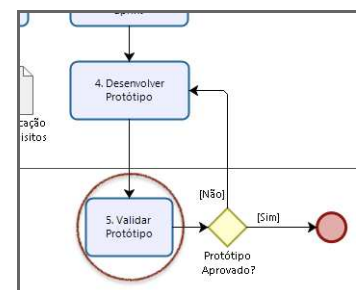 4. Desenvolver
Protótipo
[Não]
[Sim]
5. Validar
Protótipo
Protótipo
Aprovado?